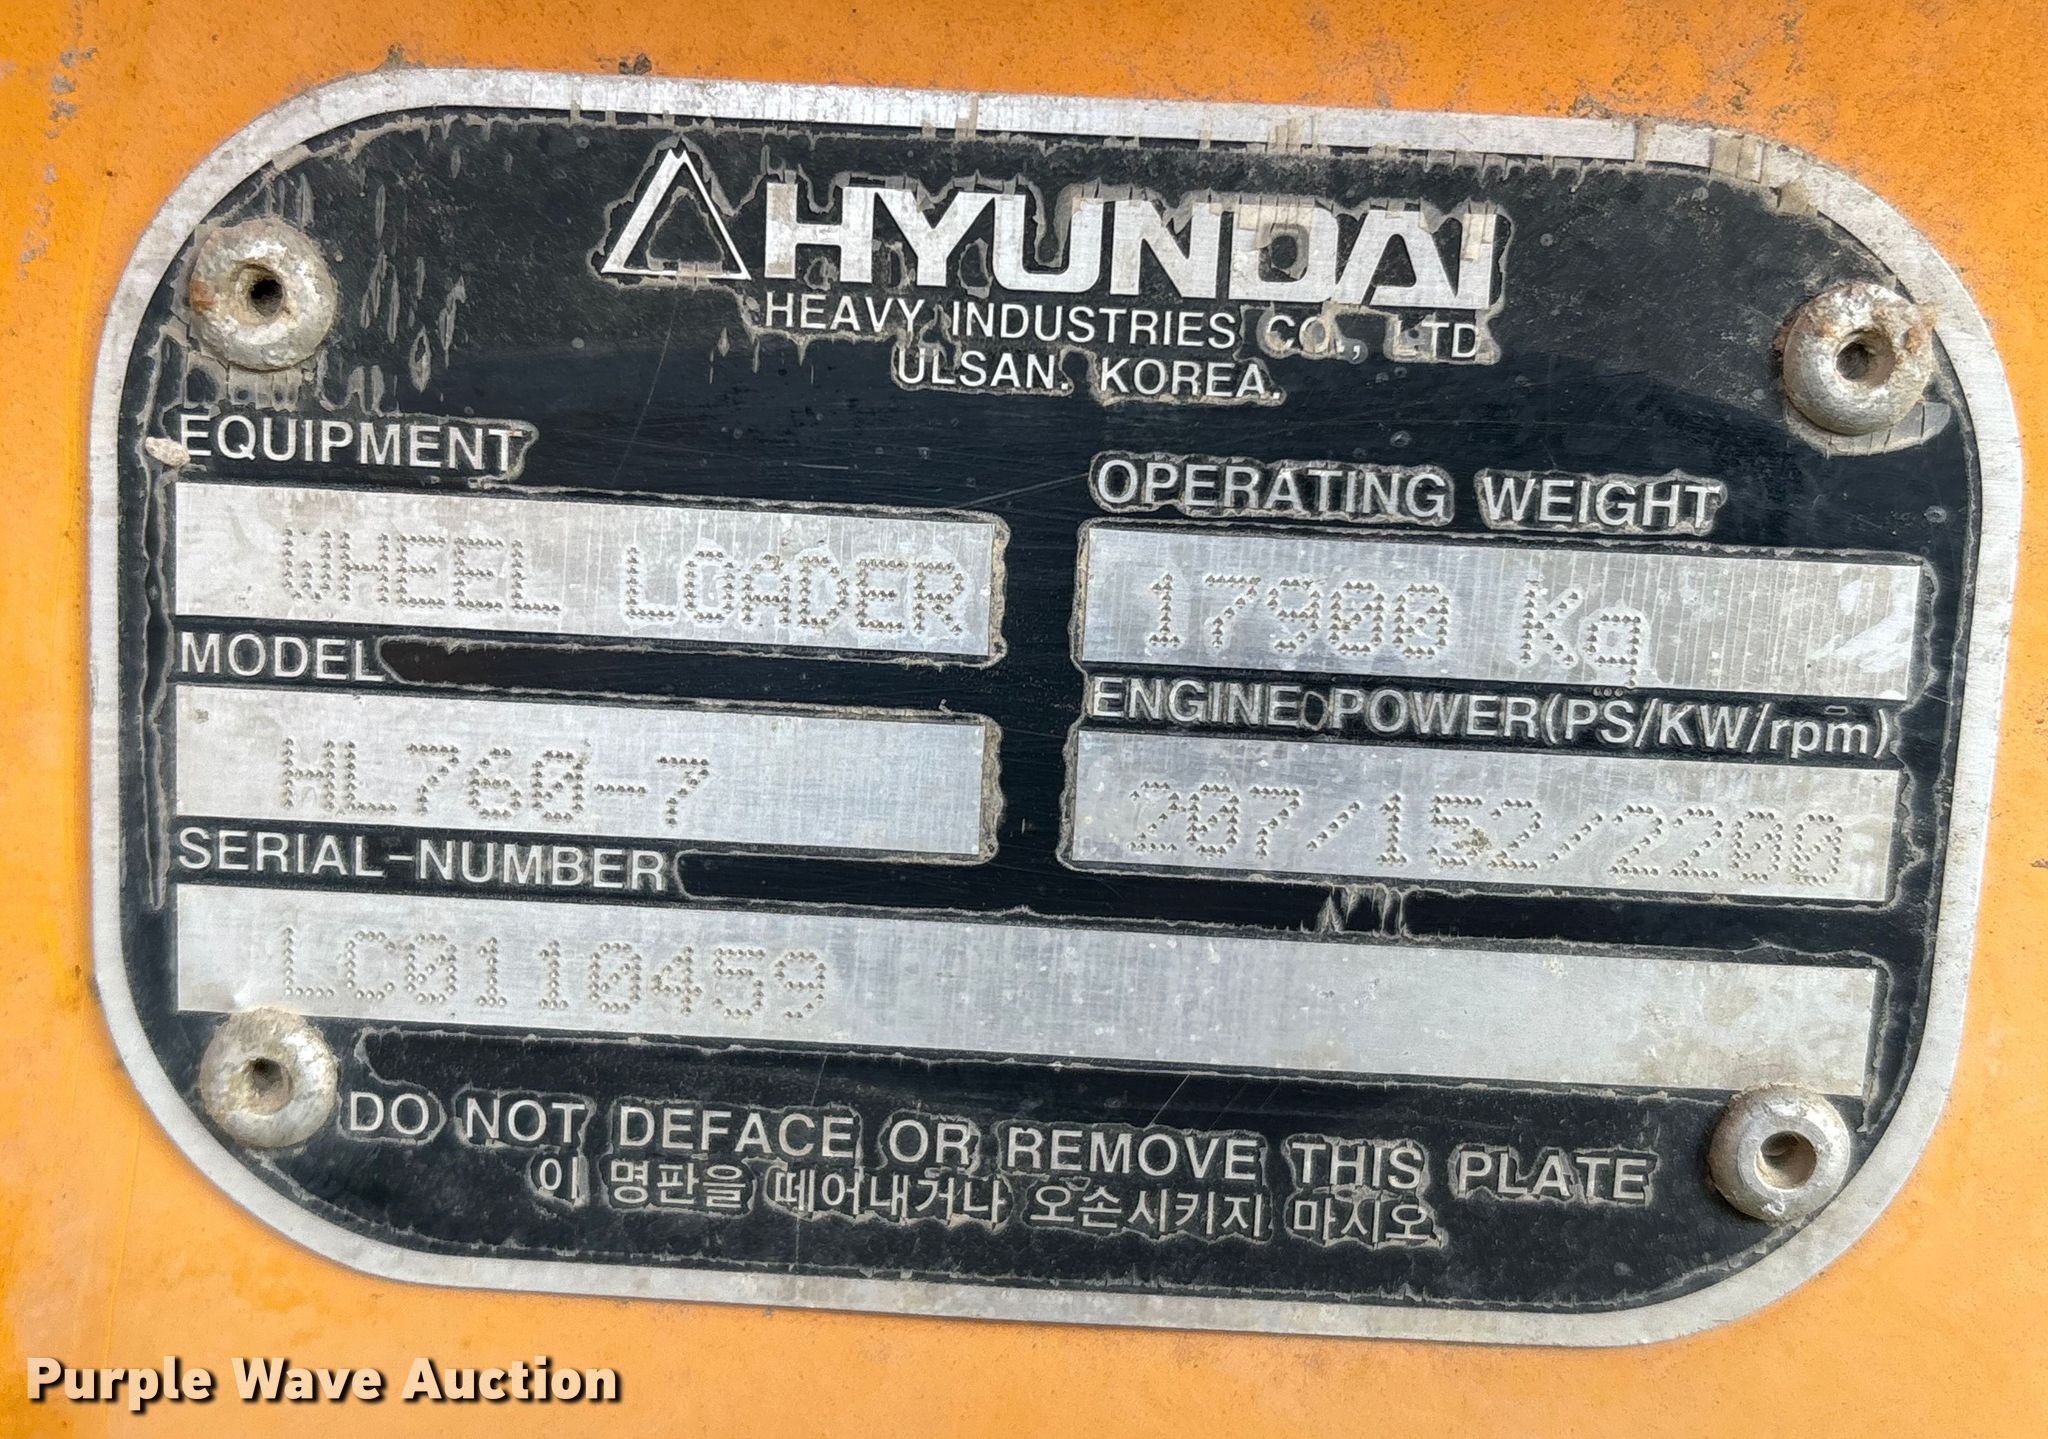 HYUNDAI
HEAVY INDUSTRIES CO., LTD
ULSAN. KOREA.
EQUIPMENT
WHEEL LOADER
OPERATING WEIGHT
17900 Kg
MODEL
HL760-7
ENGINE POWER(PS/KW/rpm)
207/152/2200
SERIAL-NUMBER
LC0110459
DO NOT DEFACE OR REMOVE THIS PLATE
이 명판을 떼어내거나 오손시키지 마시오
Purple Wave Auction